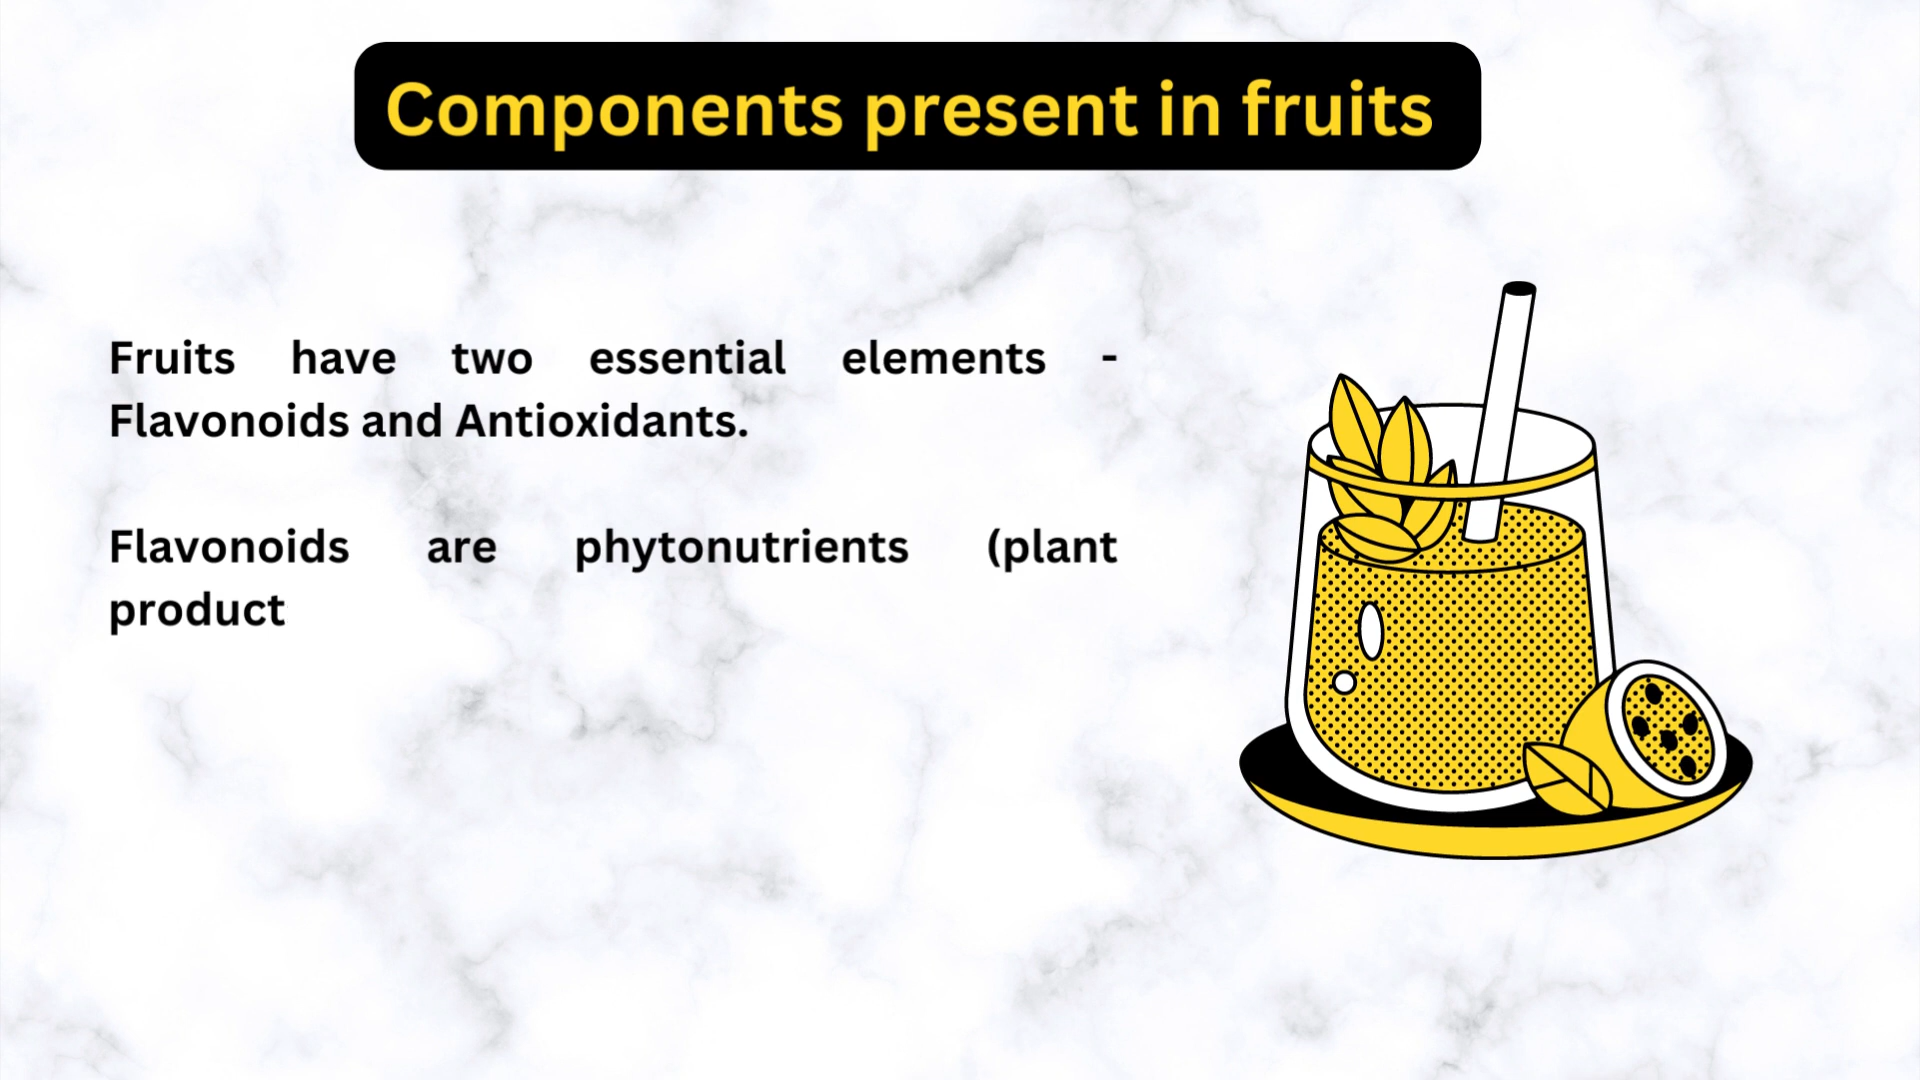 Components present in fruits
Fruits have two essential elements -
Flavonoids and Antioxidants.
Flavonoids are phytonutrients (plant
product